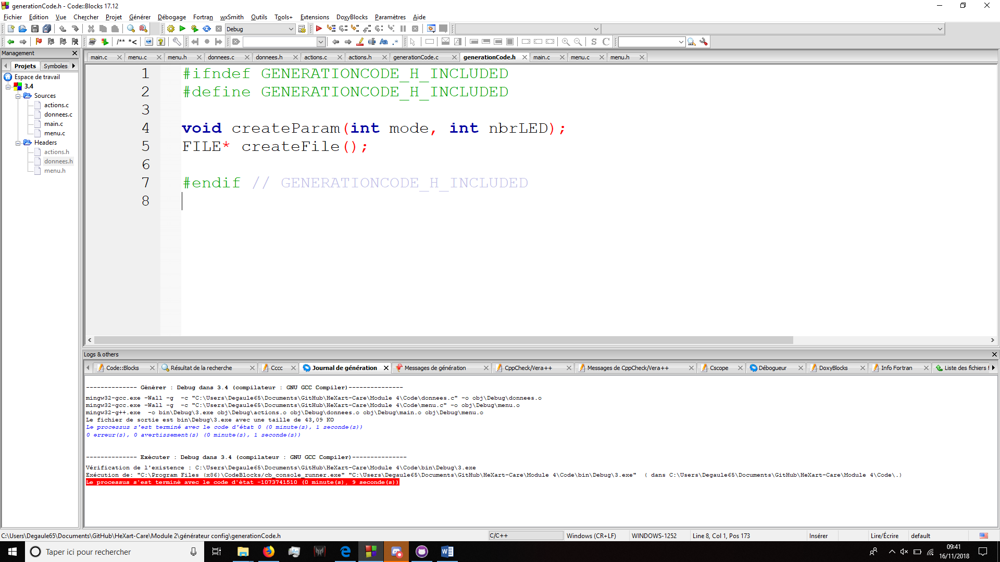 generationCode.h - Code::Blocks 17.12
Fichier Edition Vue Chercher Projet Générer Débogage Fortran wxSmith Outils Tools+ Extensions DoxyBlocks Paramètres Aide
Debug
/** *<
Management
main.c menu.c menu.h donnees.c donnees.h actions.c actions.h generationCode.c generationCode.h main.c menu.c menu.h
Projets Symboles
Espace de travail
3.4
Sources
actions.c
donnees.c
main.c
menu.c
Headers
actions.h
donnees.h
menu.h
1 #ifndef GENERATIONCODE_H_INCLUDED
2 #define GENERATIONCODE_H_INCLUDED
3
4 void createParam(int mode, int nbrLED);
5 FILE* createFile();
6
7 #endif // GENERATIONCODE_H_INCLUDED
8
Logs & others
Code::Blocks Résultat de la recherche Cccc Journal de génération Messages de génération CppCheck/Vera++ Messages de CppCheck/Vera++ Cscope Débogueur DoxyBlocks Info Fortran Liste des fichiers f
-------------- Générer : Debug dans 3.4 (compilateur : GNU GCC Compiler)---------------
mingw32-gcc.exe -Wall -g  -c "C:\Users\Degaule65\Documents\GitHub\HeXart-Care\Module 4\Code\donnees.c" -o obj\Debug\donnees.o
mingw32-gcc.exe -Wall -g  -c "C:\Users\Degaule65\Documents\GitHub\HeXart-Care\Module 4\Code\menu.c" -o obj\Debug\menu.o
mingw32-g++.exe  -o bin\Debug\3.exe obj\Debug\actions.o obj\Debug\donnees.o obj\Debug\main.o obj\Debug\menu.o
Le fichier de sortie est bin\Debug\3.exe avec une taille de 43,09 KO
Le processus s'est terminé avec le code d'état 0 (0 minute(s), 1 seconde(s))
0 erreur(s), 0 avertissement(s) (0 minute(s), 1 seconde(s))
-------------- Exécuter : Debug dans 3.4 (compilateur : GNU GCC Compiler)---------------
Vérification de l'existence : C:\Users\Degaule65\Documents\GitHub\HeXart-Care\Module 4\Code\bin\Debug\3.exe
Exécution de: "C:\Program Files (x86)\CodeBlocks/cb_console_runner.exe" "C:\Users\Degaule65\Documents\GitHub\HeXart-Care\Module 4\Code\bin\Debug\3.exe"  ( dans C:\Users\Degaule65\Documents\GitHub\HeXart-Care\Module 4\Code\.)
Le processus s'est terminé avec le code d'état -1073741510 (0 minute(s), 9 seconde(s))
C:\Users\Degaule65\Documents\GitHub\HeXart-Care\Module 2\générateur config\generationCode.h C/C++ Windows (CR+LF) WINDOWS-1252 Line 8, Col 1, Pos 173 Insérer Lire/Écrire default
Taper ici pour rechercher
09:41
16/11/2018